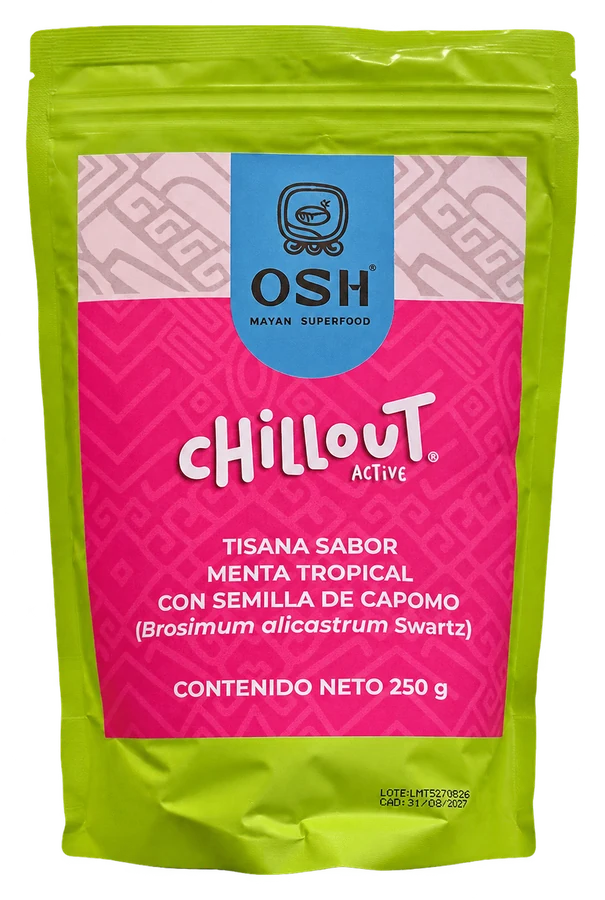 OSH®
MAYAN SUPERFOOD
CHILLOUT®
ACTIVE
TISANA SABOR
MENTA TROPICAL
CON SEMILLA DE CAPOMO
(Brosimum alicastrum Swartz)
CONTENIDO NETO 250 g
LOTE:LMT5270826
CAD: 31/08/2027